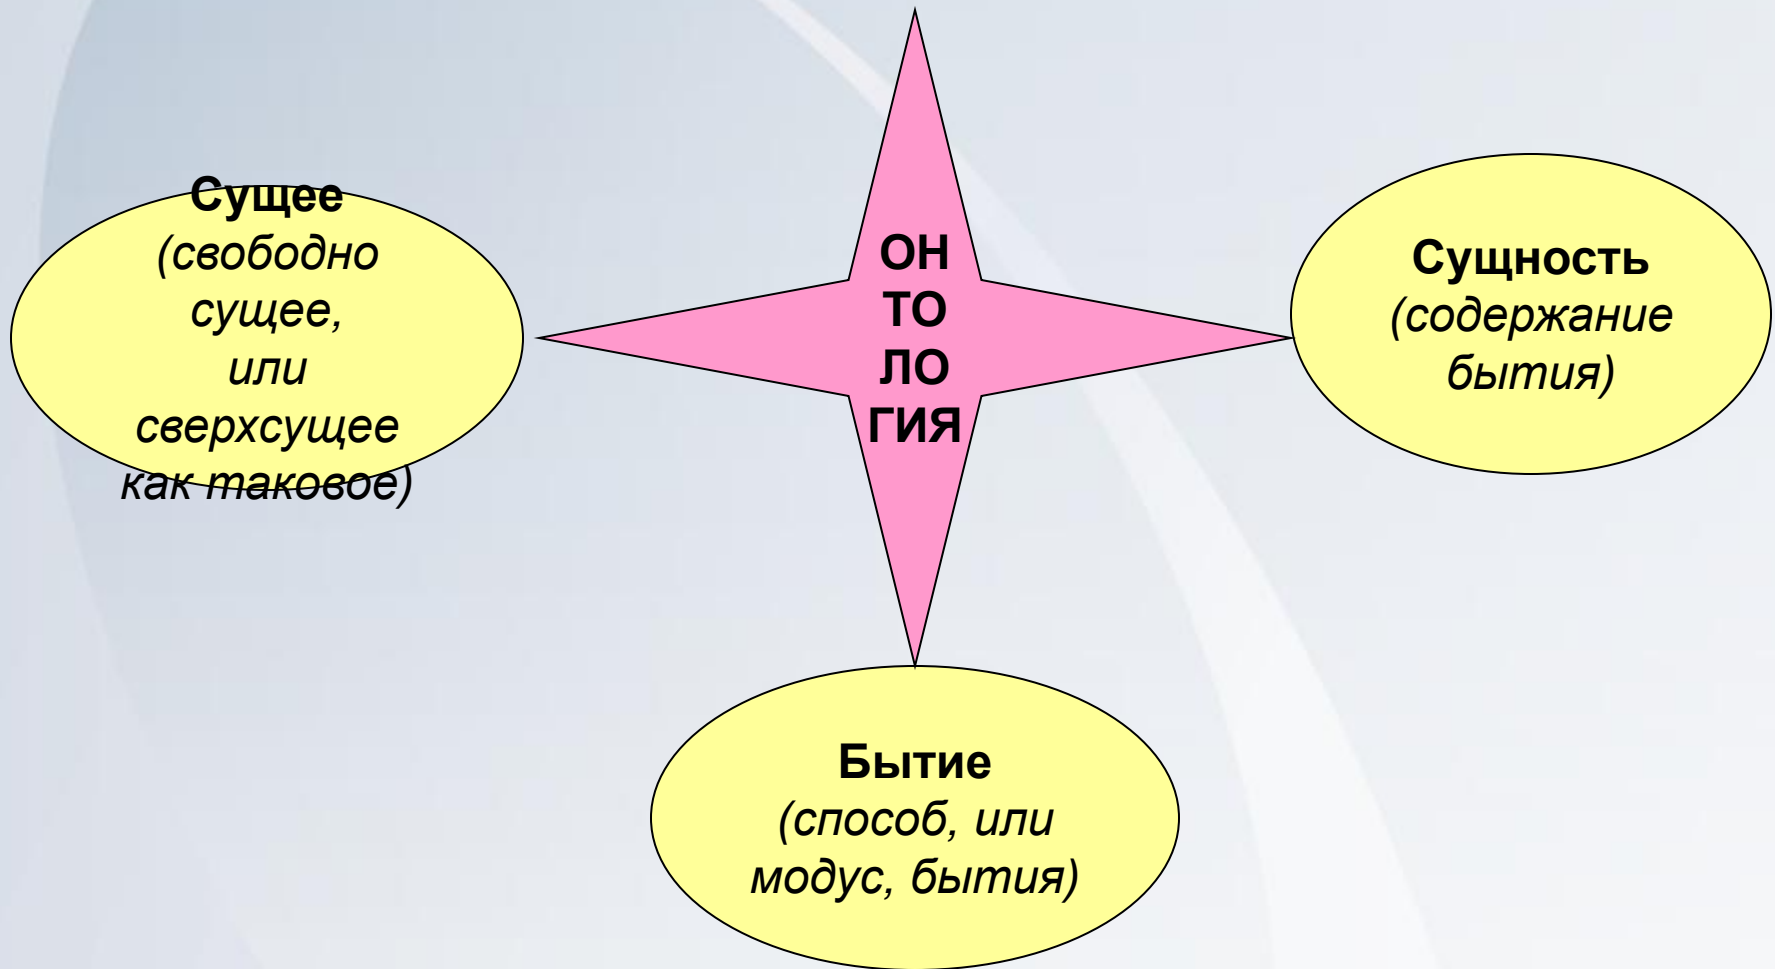 Сущее
(свободно
сущее,
или
сверхсущее
как таковое)
ОН
ТО
ЛО
ГИЯ
Сущность
(содержание
бытия)
Бытие
(способ, или
модус, бытия)